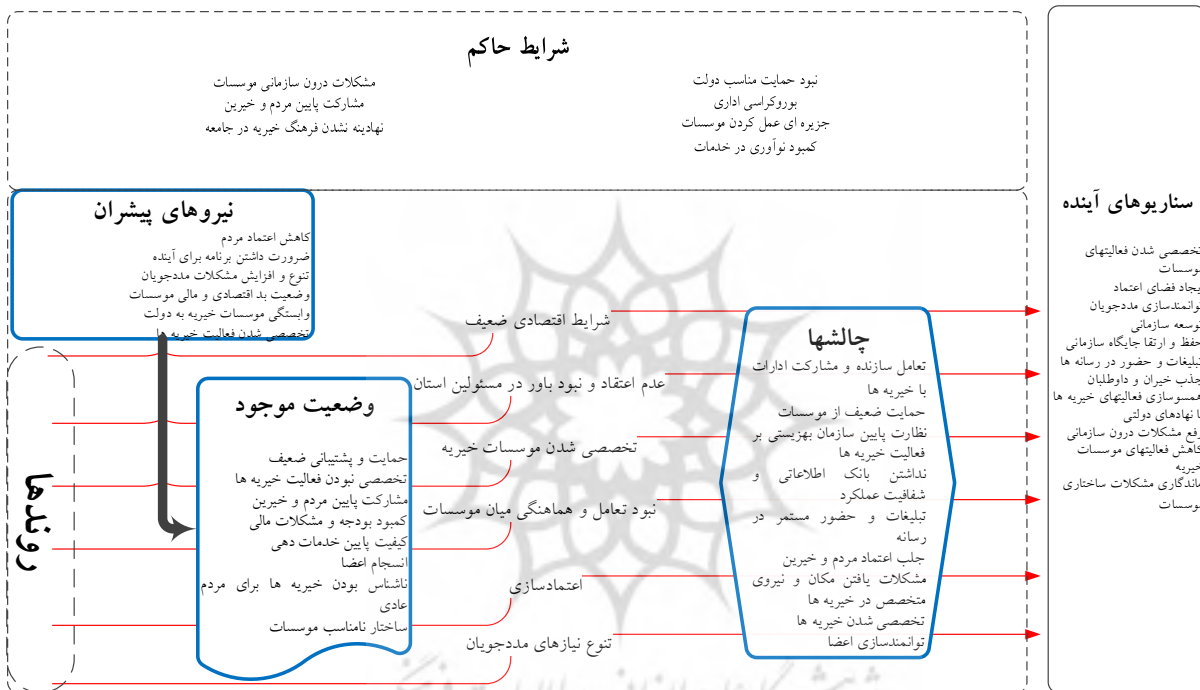 شرایط حاکم
نبود حمایت مناسب دولت
بوروکراسی اداری
جزیره ای عمل کردن موسسات
کمبود نوآوری در خدمات
مشکلات درون سازمانی موسسات
مشارکت پایین مردم و خیرین
نهادینه نشدن فرهنگ خیریه در جامعه
سناریوهای آینده
تخصصی شدن فعالیتهای
موسسات
ایجاد فضای اعتماد
توانمندسازی مددجویان
توسعه سازمانی
حفظ و ارتقا جایگاه سازمانی
تبلیغات و حضور در رسانه ها
جذب خیران و داوطلبان
همسوسازی فعالیتهای خیریه ها
با نهادهای دولتی
رفع مشکلات درون سازمانی
کاهش فعالیتهای موسسات
خیریه
ماندگاری مشکلات ساختاری
موسسات
چالشها
تعامل سازنده و مشارکت ادارات
با خیریه ها
حمایت ضعیف از موسسات
نظارت پایین سازمان بهزیستی بر
فعالیت خیریه ها
نداشتن بانک اطلاعاتی و
شفافیت عملکرد
تبلیغات و حضور مستمر در
رسانه
جلب اعتماد مردم و خیرین
مشکلات یافتن مکان و نیروی
متخصص در خیریه ها
تخصصی شدن خیریه ها
توانمندسازی اعضا
شرایط اقتصادی ضعیف
عدم اعتقاد و نبود باور در مسئولین استان
تخصصی شدن موسسات خیریه
نبود تعامل و هماهنگی میان موسسات
اعتمادسازی
تنوع نیازهای مددجویان
نیروهای پیشران
کاهش اعتماد مردم
ضرورت داشتن برنامه برای آینده
تنوع و افزایش مشکلات مددجویان
وضعیت بد اقتصادی و مالی موسسات
وابستگی موسسات خیریه به دولت
تخصصی شدن فعالیت خیریه ها
وضعیت موجود
حمایت و پشتیبانی ضعیف
تخصصی نبودن فعالیت خیریه ها
مشارکت پایین مردم و خیرین
کمبود بودجه و مشکلات مالی
کیفیت پایین خدمات دهی
انسجام اعضا
ناشناس بودن خیریه ها برای مردم
عادی
ساختار نامناسب موسسات
روندها